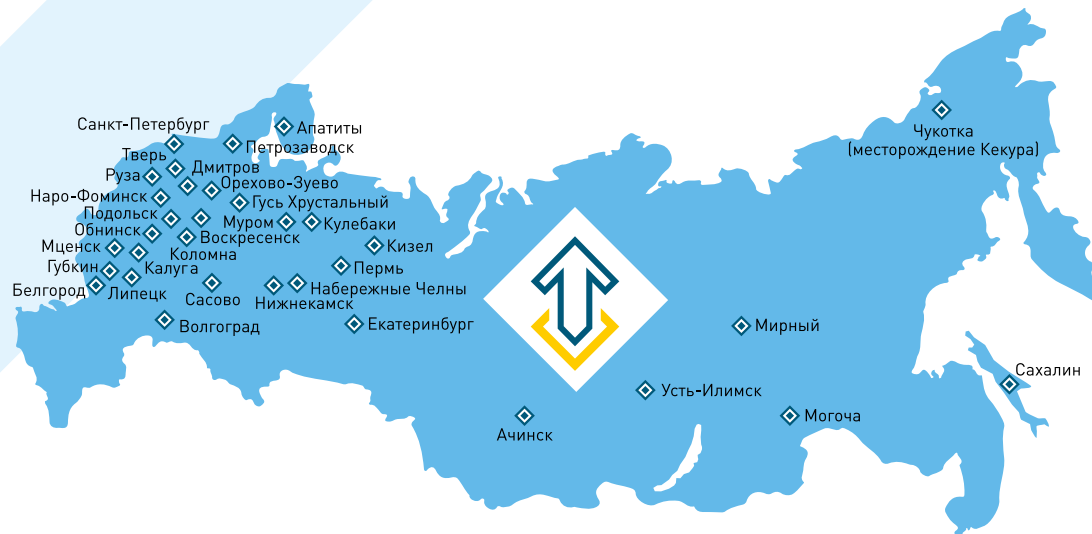 Санкт-Петербург
Апатиты
Петрозаводск
Тверь
Дмитров
Руза
Орехово-Зуево
Наро-Фоминск
Гусь Хрустальный
Подольск
Муром
Кулебаки
Обнинск
Воскресенск
Мценск
Коломна
Кизел
Губкин
Калуга
Пермь
Белгород
Липецк
Сасово
Нижнекамск
Набережные Челны
Волгоград
Екатеринбург
Чукотка
(месторождение Кекура)
Мирный
Сахалин
Усть-Илимск
Ачинск
Могоча